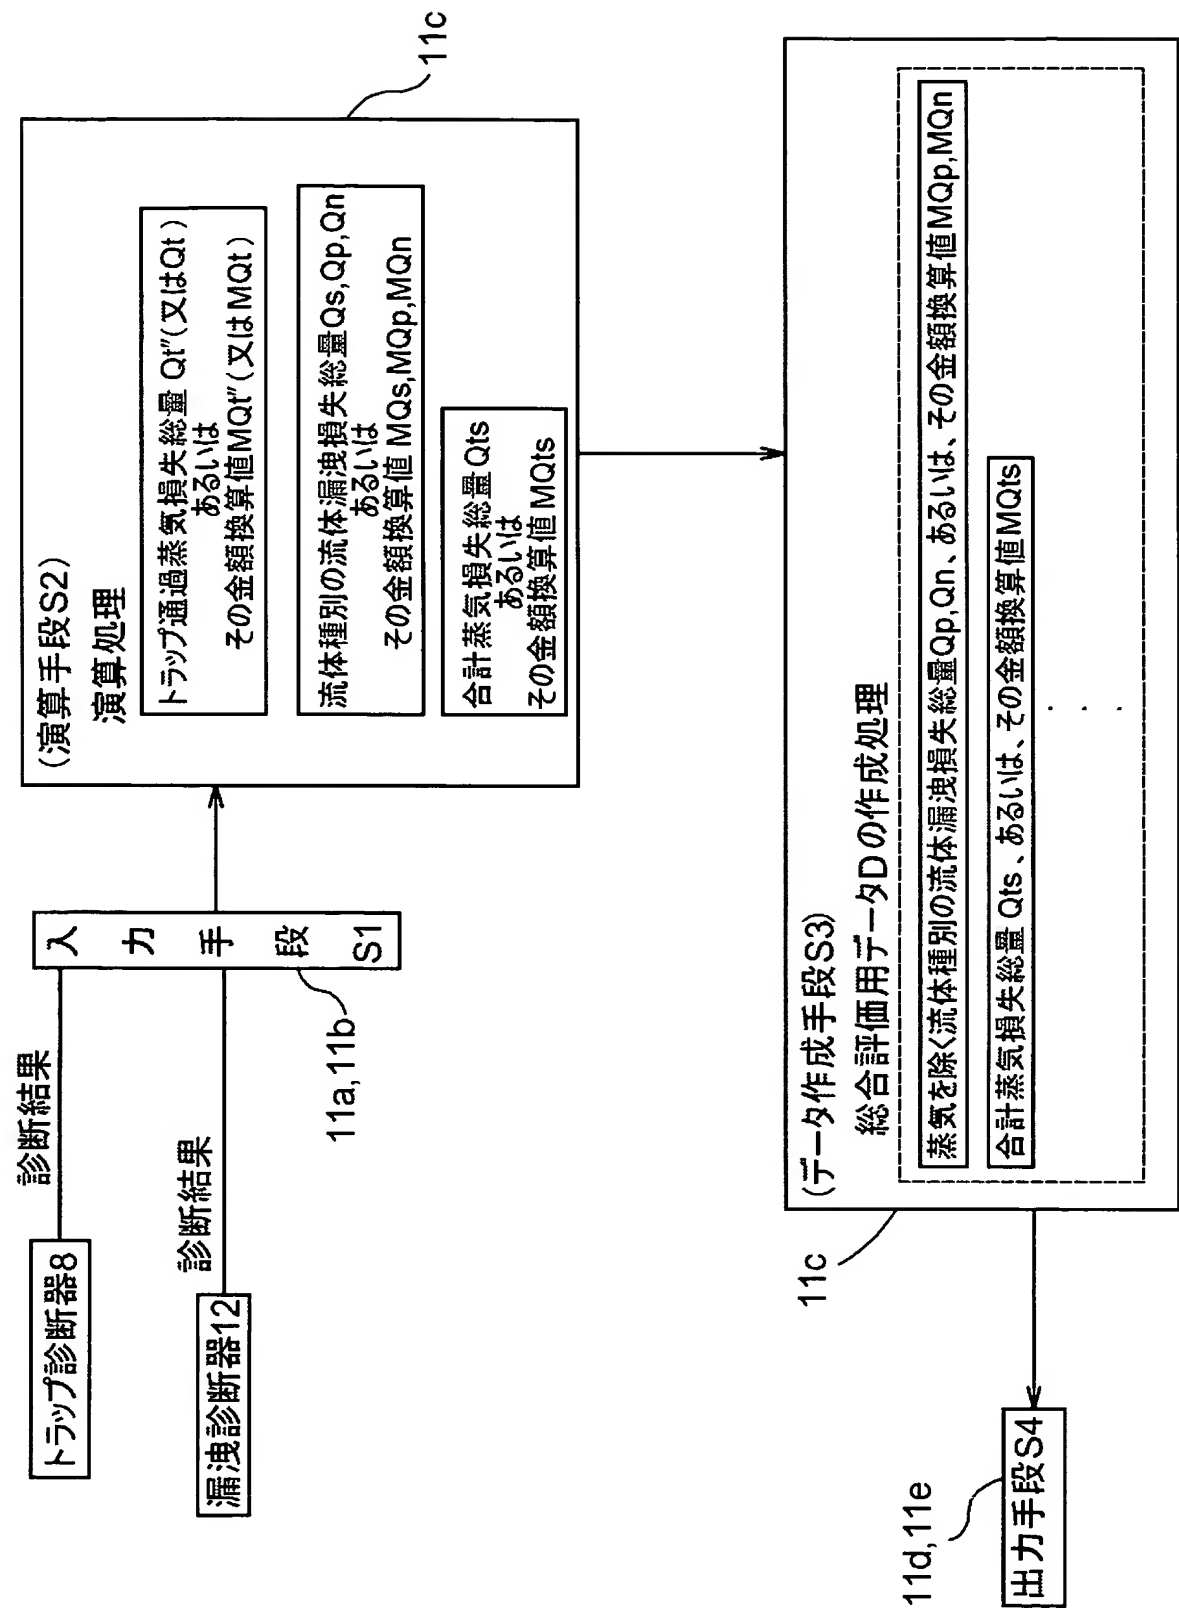 トラップ診断器8
診断結果
漏洩診断器12
診断結果
入力手段S1
11a,11b
(演算手段S2)
演算処理
トラップ通過蒸気損失総量 Qt"(又はQt)
あるいは
その金額換算値MQt"(又はMQt)
流体種別の流体漏洩損失総量Qs,Qp,Qn
あるいは
その金額換算値 MQs,MQp,MQn
合計蒸気損失総量Qts
あるいは
その金額換算値MQts
11c
(データ作成手段S3)
総合評価用データDの作成処理
蒸気を除く流体種別の流体漏洩損失総量Qp,Qn、あるいは、その金額換算値MQp,MQn
合計蒸気損失総量 Qts、あるいは、その金額換算値MQts
. . .
11c
出力手段S4
11d,11e